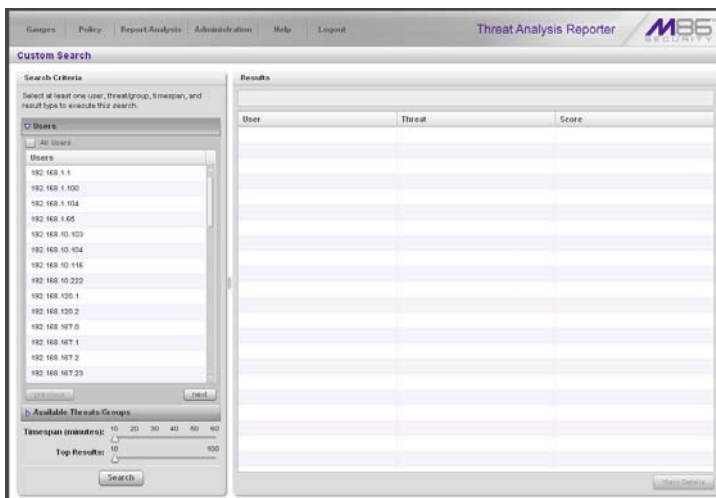 Gauges Policy Report/Analysis Administration Help Logout
Threat Analysis Reporter
M86 SECURITY
Custom Search
Search Criteria
Select at least one user, threat/group, timespan, and
result type to execute this search.
Users
All Users
Users
192.168.1.1
192.168.1.100
192.168.1.104
192.168.1.65
192.168.10.103
192.168.10.104
192.168.10.116
192.168.10.222
192.168.120.1
192.168.120.2
192.168.167.0
192.168.167.1
192.168.167.2
192.168.167.23
previous next
Available Threats/Groups
Timespan (minutes): 10 20 30 40 50 60
Top Results: 10 100
Search
Results
User Threat Score